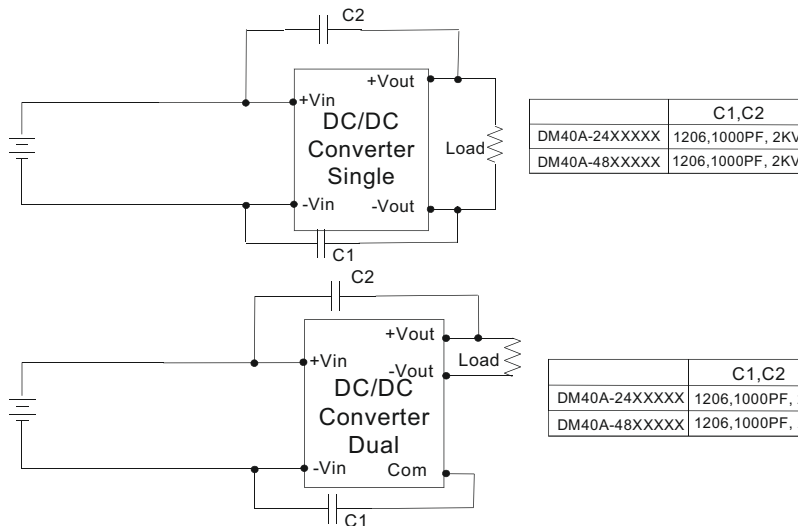 C2
+Vout
+Vin
DC/DC
Converter
Single
Load
-Vin
-Vout
C1
C1,C2
DM40A-24XXXXX 1206,1000PF, 2KV
DM40A-48XXXXX 1206,1000PF, 2KV
C2
+Vout
+Vin
-Vout
Load
DC/DC
Converter
Dual
-Vin
Com
C1
C1,C2
DM40A-24XXXXX 1206,1000PF,
DM40A-48XXXXX 1206,1000PF,